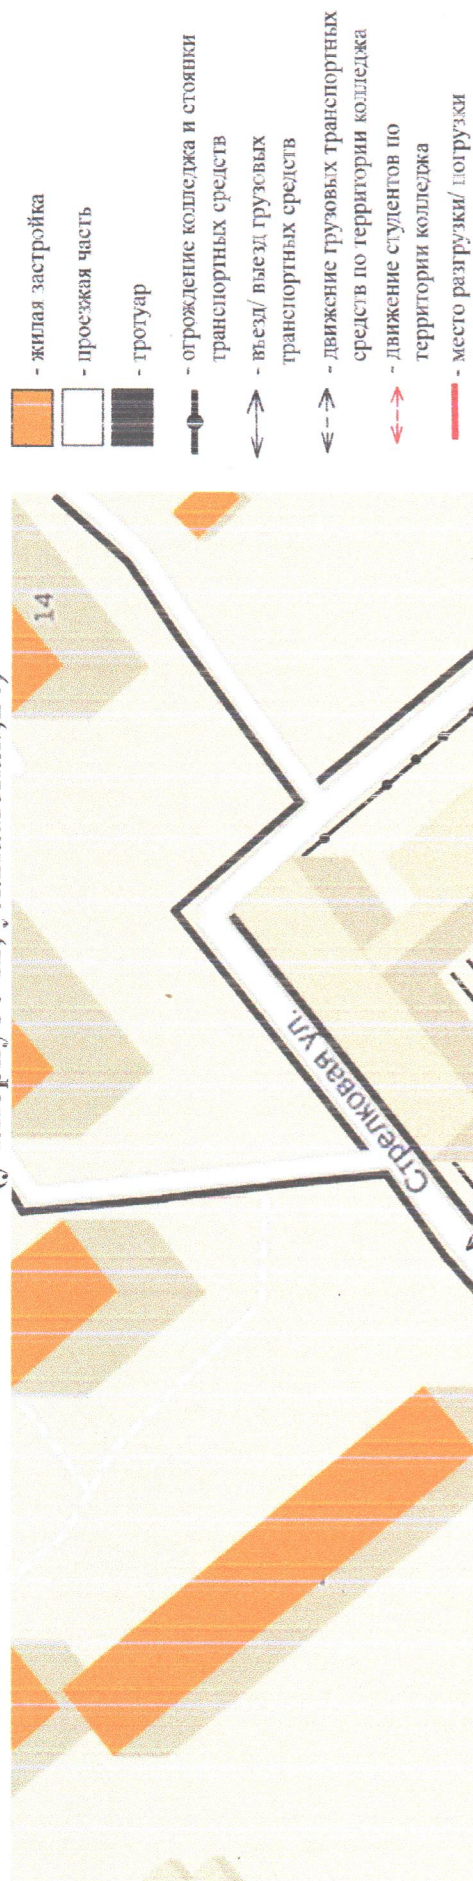 - жилая застройка
- проезжая часть
- тротуар
- ограждение колледжа и стоянки
транспортных средств
- въезд/ выезд грузовых
транспортных средств
- движение грузовых транспортных
средств по территории колледжа
- движение студентов по
территории колледжа
- место разгрузки/ погрузки
14
Стрелковая ул.